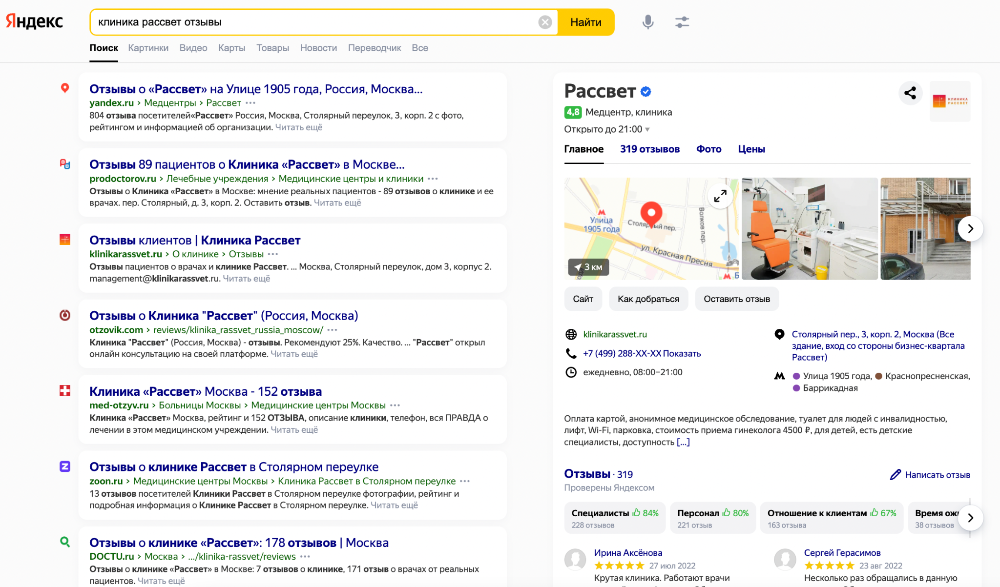 Яндекс
клиника рассвет отзывы
Найти
Поиск Картинки Видео Карты Товары Новости Переводчик Все
Отзывы о «Рассвет» на Улице 1905 года, Россия, Москва...
yandex.ru › Медцентры › Рассвет
804 отзыва посетителей«Рассвет» Россия, Москва, Столярный переулок, 3, корп. 2 с фото,
рейтингом и информацией об организации. Читать ещё
Отзывы 89 пациентов о Клиника «Рассвет» в Москве...
prodoctorov.ru › Лечебные учреждения › Медицинские центры и клиники
Отзывы о Клиника «Рассвет» в Москве: мнение реальных пациентов - 89 отзывов о клинике и ее
врачах. пер. Столярный, д. 3, корп. 2. Оставить отзыв. Читать ещё
Отзывы клиентов | Клиника Рассвет
klinikarassvet.ru › О клинике › Отзывы
Отзывы пациентов о врачах и клинике Рассвет. ... Москва, Столярный переулок, дом 3, корпус 2.
management@klinikarassvet.ru. Читать ещё
Отзывы о Клиника "Рассвет" (Россия, Москва)
otzovik.com › reviews/klinika_rassvet_russia_moscow/
Клиника "Рассвет" (Россия, Москва) - отзывы. Рекомендуют 25%. Качество. ... "Рассвет" открыл
онлайн консультацию на своей платформе. Читать ещё
Клиника «Рассвет» Москва - 152 отзыва
med-otzyv.ru › Больницы Москвы › Медицинские центры Москвы
Клиника «Рассвет» Москва, рейтинг и 152 ОТЗЫВА, описание клиники, телефон, вся ПРАВДА о
лечении в этом медицинском учреждении. Читать ещё
Отзывы о клинике Рассвет в Столярном переулке
zoon.ru › Медицинские центры Москвы › Клиника Рассвет в Столярном переулке
13 отзывов посетителей Клиники Рассвет в Столярном переулке фотографии, рейтинг и
подробная информация о Клинике Рассвет в Столярном переулке. Читать ещё
Отзывы о клинике «Рассвет»: 178 отзывов | Москва
DOCTU.ru › Москва › .../klinika-rassvet/reviews
Отзывы о клинике «Рассвет» в Москве: 7 отзывов о клинике, 171 отзыв о врачах от реальных
пациентов. Читать ещё
Рассвет
КЛИНИКА
РАССВЕТ
4,8 Медцентр, клиника
Открыто до 21:00
Главное 319 отзывов Фото Цены
Улица
1905 года
Столярный пер.
Волков пер.
ул. Красная Пресня
3 км
Сайт Как добраться Оставить отзыв
klinikarassvet.ru
+7 (499) 288-XX-XX Показать
ежедневно, 08:00–21:00
Столярный пер., 3, корп. 2, Москва (Все
здание, вход со стороны бизнес-квартала
Рассвет)
Улица 1905 года, Краснопресненская,
Баррикадная
Оплата картой, анонимное медицинское обследование, туалет для людей с инвалидностью,
лифт, Wi-Fi, парковка, стоимость приема гинеколога 4500 ₽, для детей, есть детские
специалисты, доступность [...]
Отзывы · 319
Написать отзыв
Проверены Яндексом
Специалисты 84%
228 отзывов
Персонал 80%
221 отзыв
Отношение к клиентам 67%
163 отзыва
Время
38 отзывов
Ирина Аксёнова
27 июл 2022
Крутая клиника. Работают врачи
Сергей Герасимов
23 авг 2022
Несколько раз обращались в данную